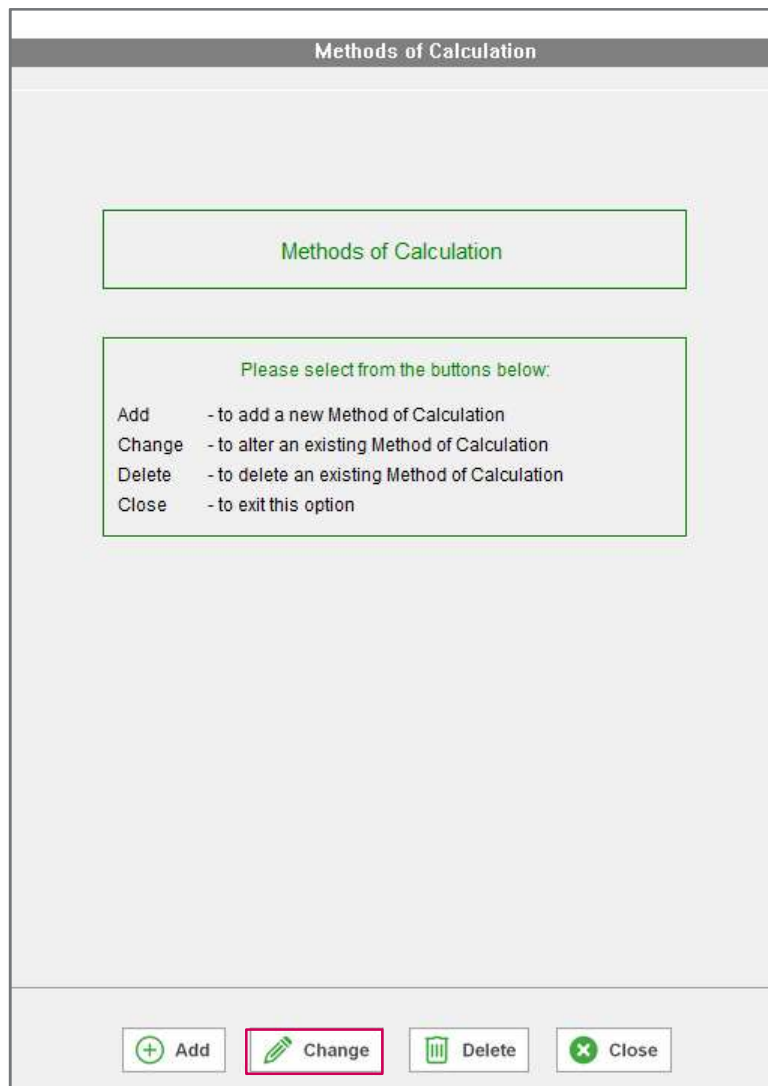 Methods of Calculation
Methods of Calculation
Please select from the buttons below:
Add - to add a new Method of Calculation
Change - to alter an existing Method of Calculation
Delete - to delete an existing Method of Calculation
Close - to exit this option
Add Change Delete Close